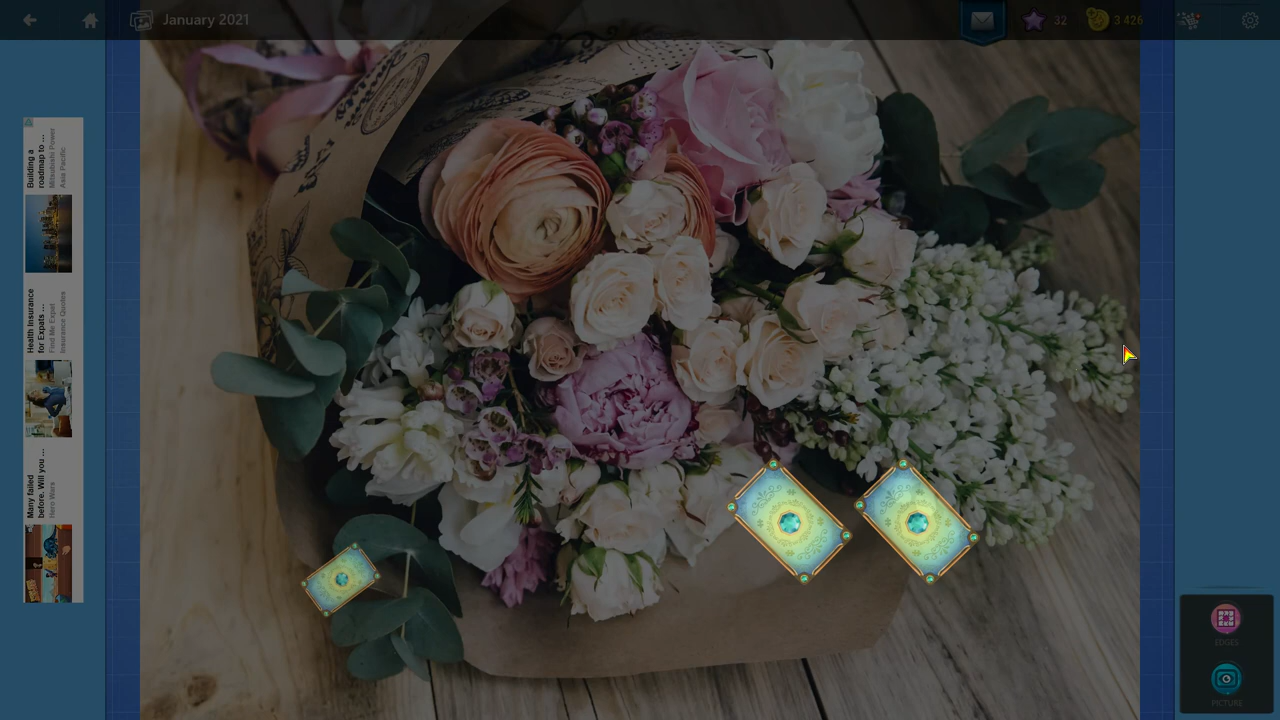 January 2021
32
3 426
Building a
roadmap to ...
Mitsubishi Power
Asia Pacific
Health Insurance
for Expats ...
Find Me Expat
Insurance Quotes
Many failed
before. Will you ...
Hero Wars
EDGES
PICTURE